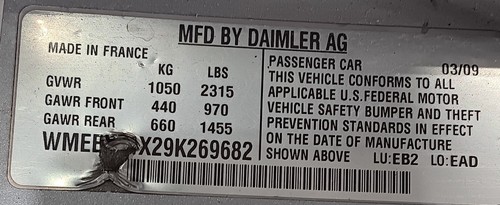 MFD BY DAIMLER AG
MADE IN FRANCE
KG LBS
GVWR 1050 2315
GAWR FRONT 440 970
GAWR REAR 660 1455
PASSENGER CAR 03/09
THIS VEHICLE CONFORMS TO ALL
APPLICABLE U.S.FEDERAL MOTOR
VEHICLE SAFETY BUMPER AND THEFT
PREVENTION STANDARDS IN EFFECT
ON THE DATE OF MANUFACTURE
SHOWN ABOVE LU:EB2 LO:EAD